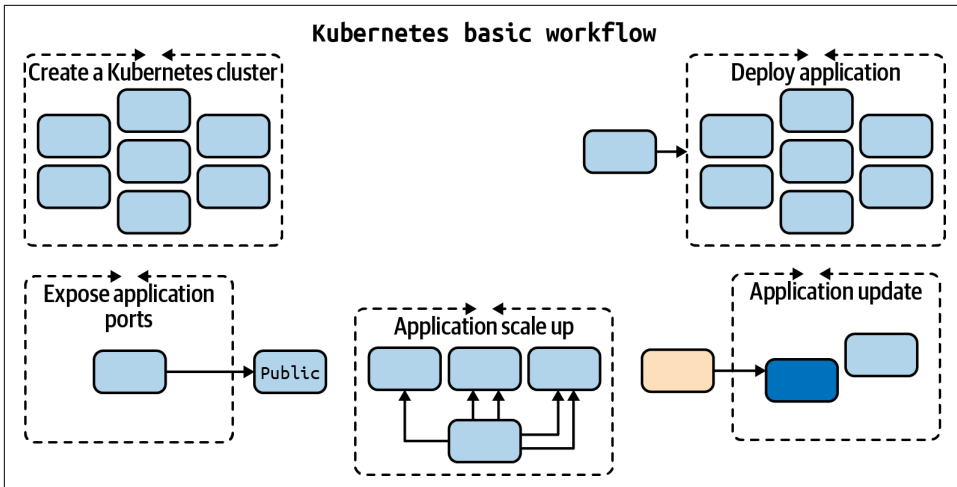 Kubernetes basic workflow
Create a Kubernetes cluster
Deploy application
Expose application
ports
Public
Application scale up
Application update